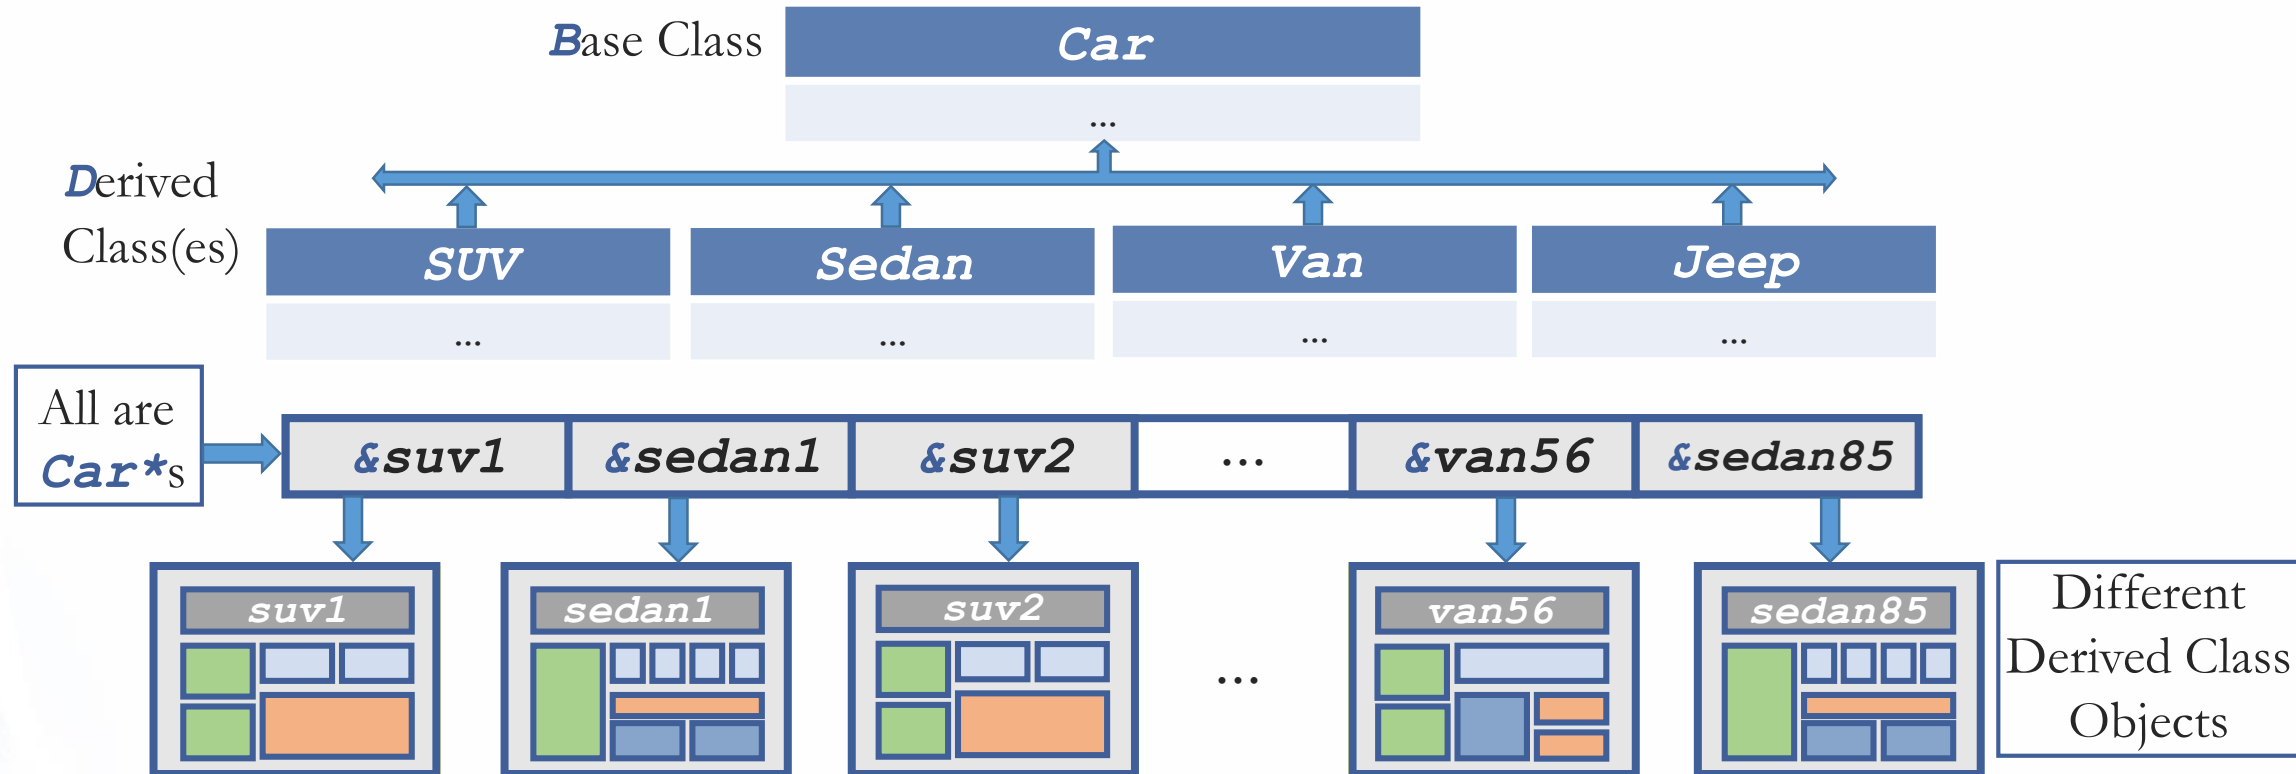 Base Class
Car
...
Derived
Class(es)
SUV
Sedan
Van
Jeep
...
...
...
...
All are
Car*s
&suv1
&sedan1
&suv2
...
&van56
&sedan85
suv1
sedan1
suv2
...
van56
sedan85
Different
Derived Class
Objects